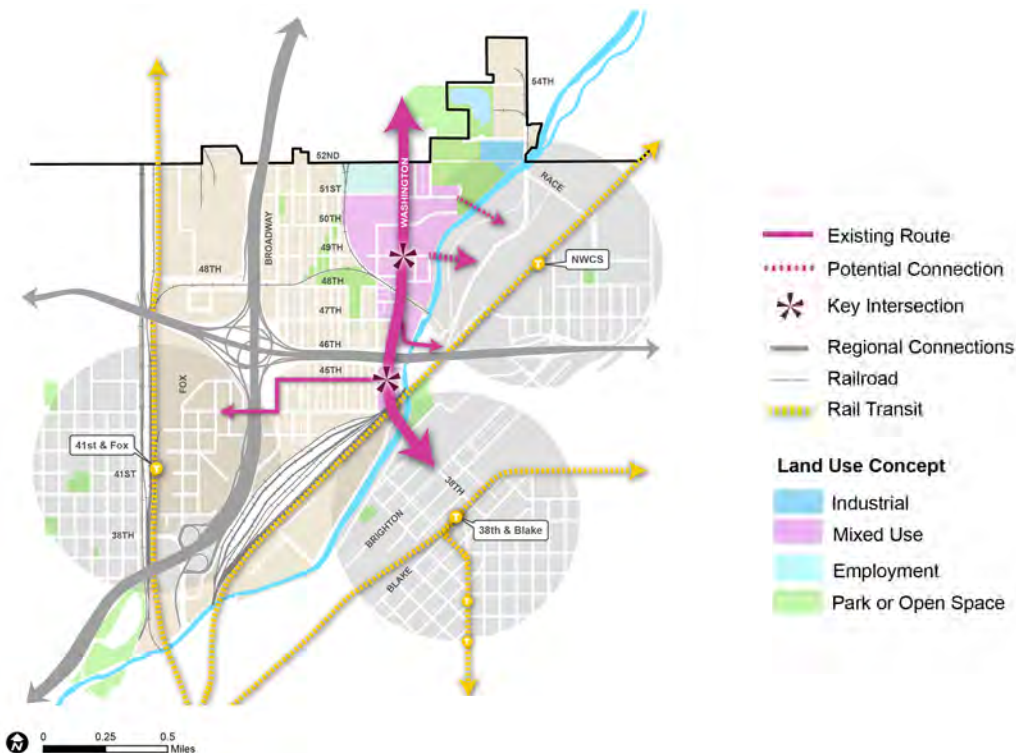 54TH
52ND
WASHINGTON
51ST
RACE
50TH
BROADWAY
49TH
48TH
48TH
NWCS
T
47TH
46TH
45TH
FOX
41st & Fox
T
41ST
38TH
38TH
T
38th & Blake
BRIGHTON
BLAKE
T
T
N
0 0.25 0.5
Miles
Existing Route
Potential Connection
Key Intersection
Regional Connections
Railroad
Rail Transit
Land Use Concept
Industrial
Mixed Use
Employment
Park or Open Space